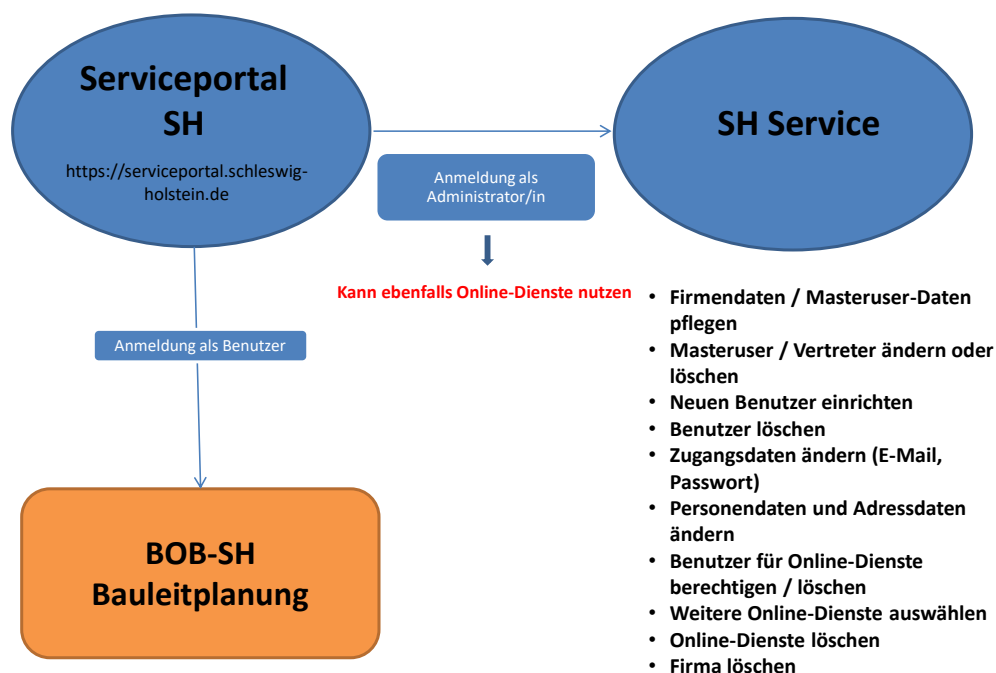 Serviceportal
SH
https://serviceportal.schleswig-
holstein.de
SH Service
Anmeldung als
Administrator/in
Kann ebenfalls Online-Dienste nutzen
Anmeldung als Benutzer
BOB-SH
Bauleitplanung
• Firmendaten / Masteruser-Daten
pflegen
• Masteruser / Vertreter ändern oder
löschen
• Neuen Benutzer einrichten
• Benutzer löschen
• Zugangsdaten ändern (E-Mail,
Passwort)
• Personendaten und Adressdaten
ändern
• Benutzer für Online-Dienste
berechtigen / löschen
• Weitere Online-Dienste auswählen
• Online-Dienste löschen
• Firma löschen